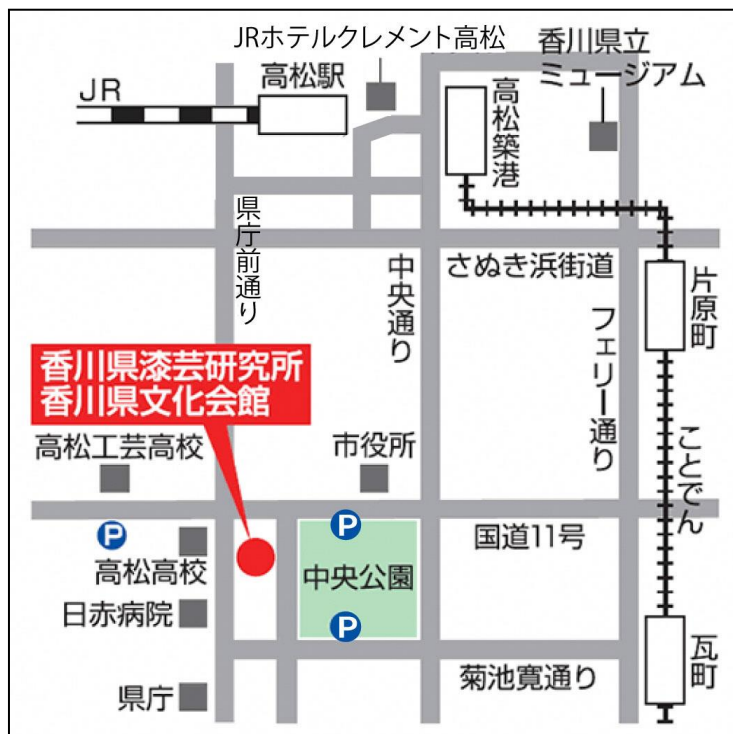 JRホテルクレメント高松
香川県立
ミュージアム
高松駅
JR
高松築港
県庁前通り
中央通り
さぬき浜街道
片原町
フェリー通り
香川県漆芸研究所
香川県文化会館
高松工芸高校
市役所
ことでん
P
P
国道11号
高松高校
中央公園
日赤病院
P
瓦町
菊池寛通り
県庁